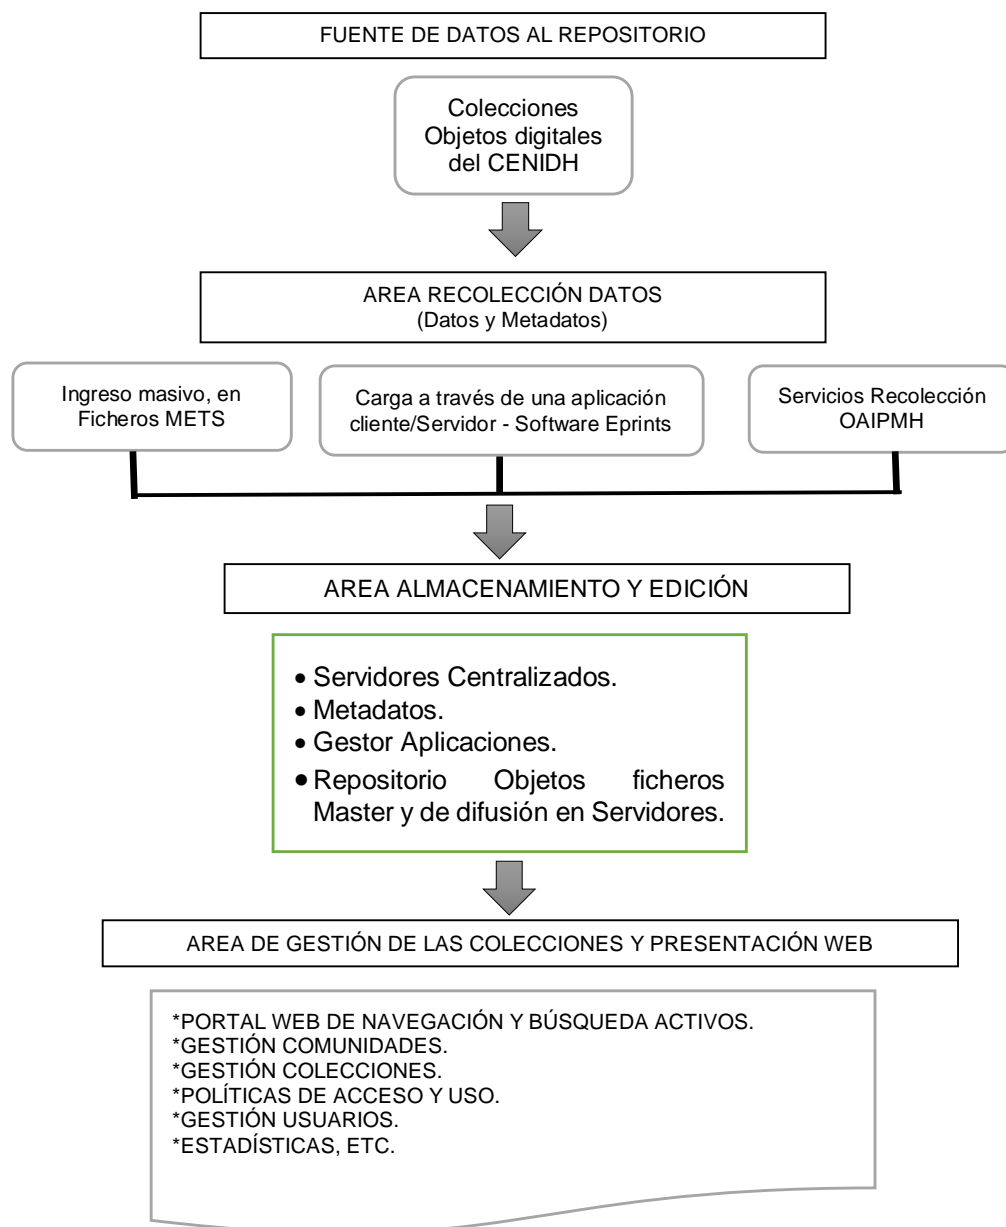 FUENTE DE DATOS AL REPOSITORIO
Colecciones
Objetos digitales
del CENIDH
AREA RECOLECCIÓN DATOS
(Datos y Metadatos)
Ingreso masivo, en
Ficheros METS
Carga a través de una aplicación
cliente/Servidor - Software Eprints
Servicios Recolección
OAIPMH
AREA ALMACENAMIENTO Y EDICIÓN
• Servidores Centralizados.
• Metadatos.
• Gestor Aplicaciones.
• Repositorio Objetos ficheros
Master y de difusión en Servidores.
AREA DE GESTIÓN DE LAS COLECCIONES Y PRESENTACIÓN WEB
*PORTAL WEB DE NAVEGACIÓN Y BÚSQUEDA ACTIVOS.
*GESTIÓN COMUNIDADES.
*GESTIÓN COLECCIONES.
*POLÍTICAS DE ACCESO Y USO.
*GESTIÓN USUARIOS.
*ESTADÍSTICAS, ETC.